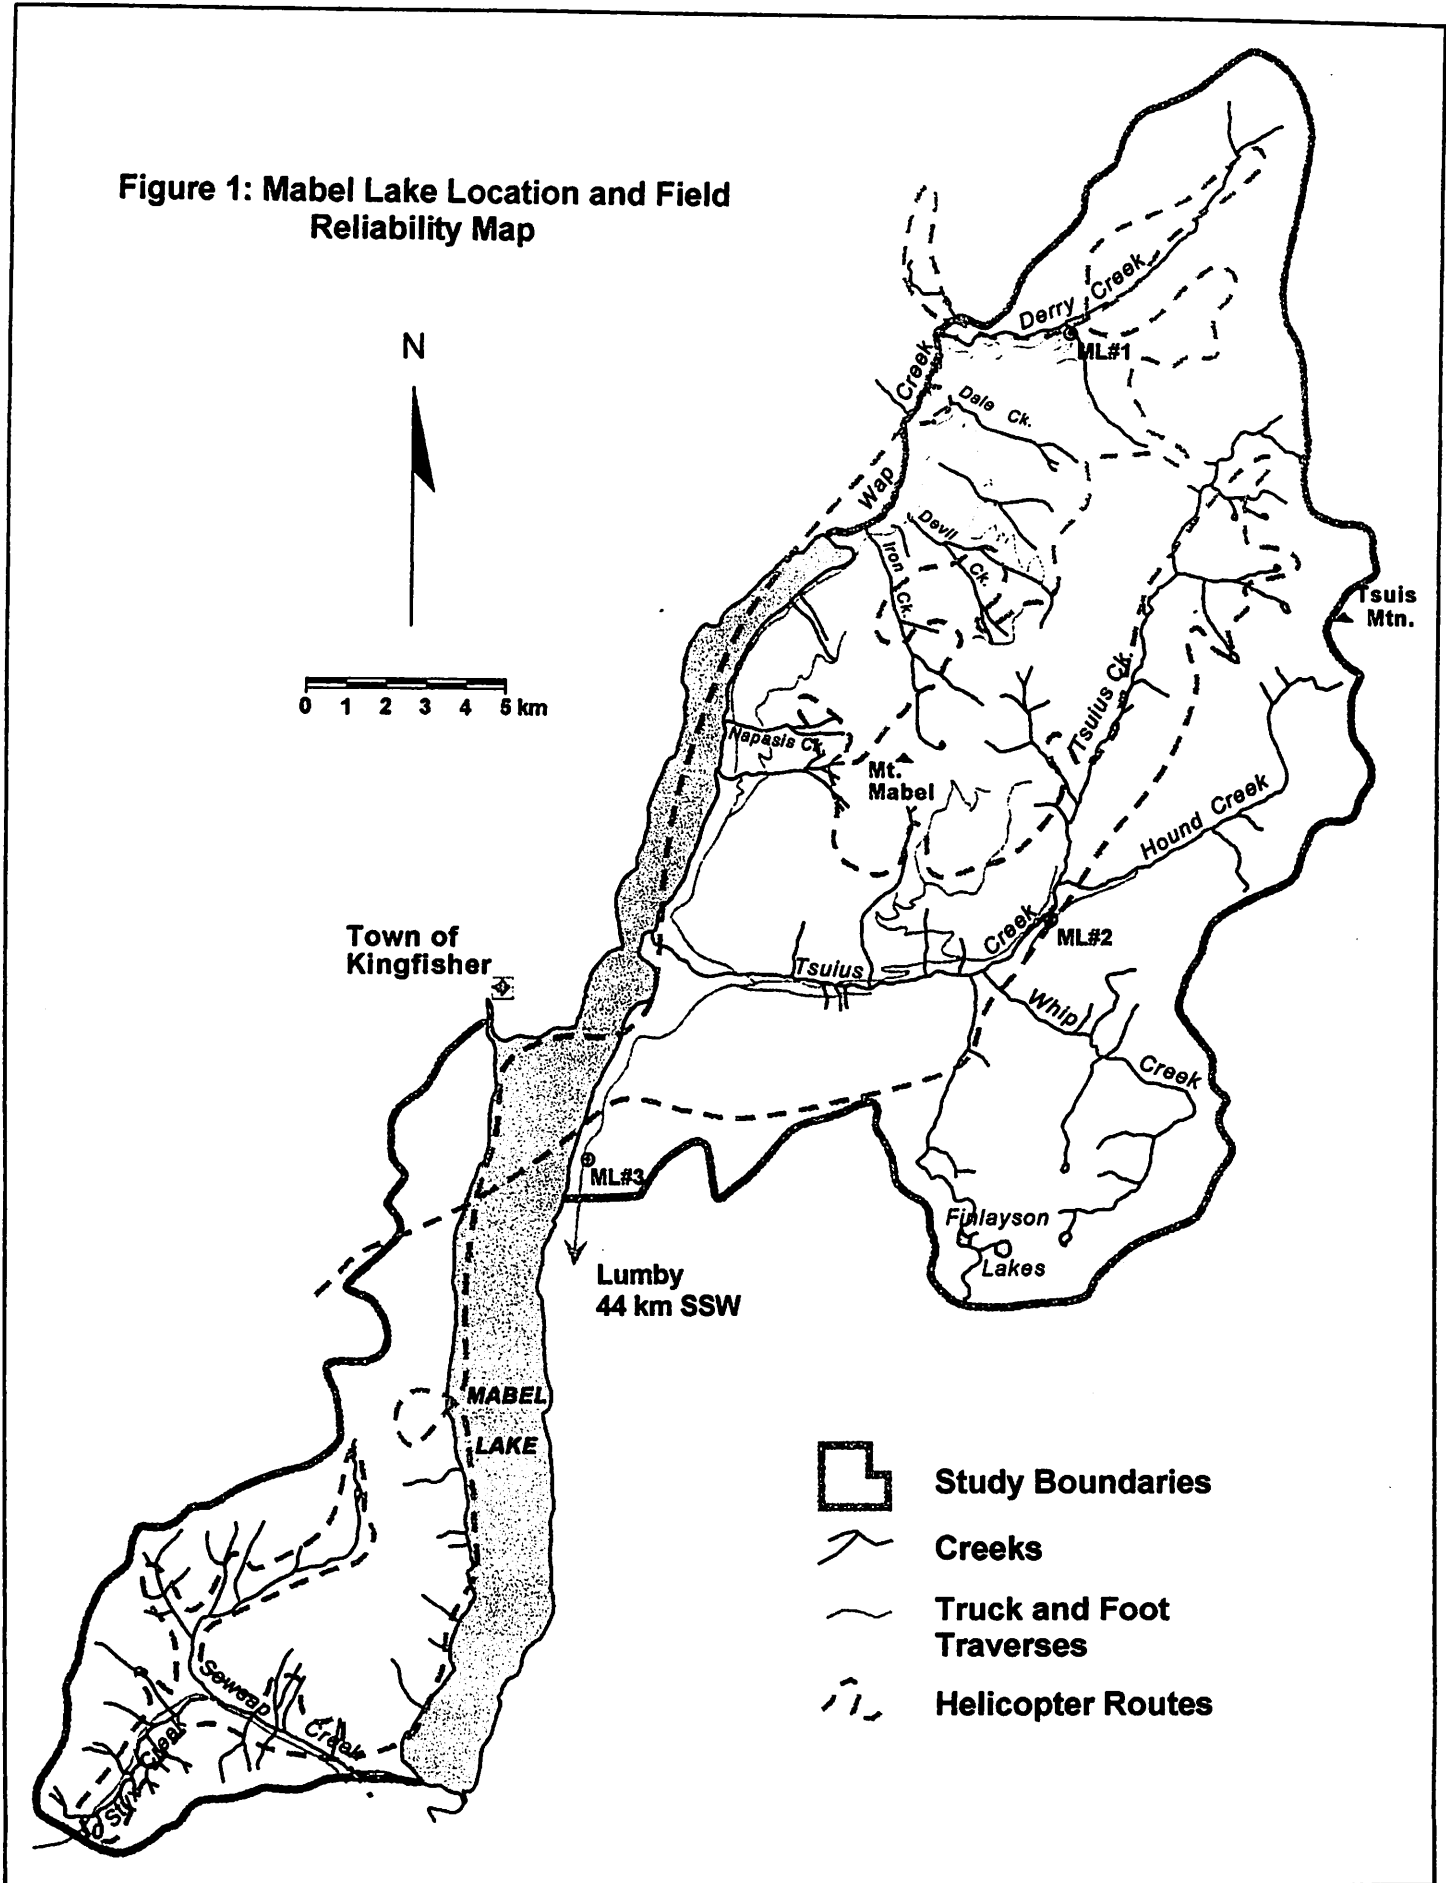 Figure 1: Mabel Lake Location and Field
Reliability Map
N
0 1 2 3 4 5 km
Derry Creek
ML#1
Wap Creek
Dale Ck.
Devil Ck.
Iron Ck.
Tsuis
Mtn.
Tsuius Ck.
Napasis Ck.
Mt.
Mabel
Hound Creek
Town of
Kingfisher
Tsuius Creek
ML#2
Whip Creek
ML#3
Finlayson
Lakes
Lumby
44 km SSW
MABEL
LAKE
Study Boundaries
Creeks
Truck and Foot
Traverses
Helicopter Routes
Sowsap Creek
Styx Creek